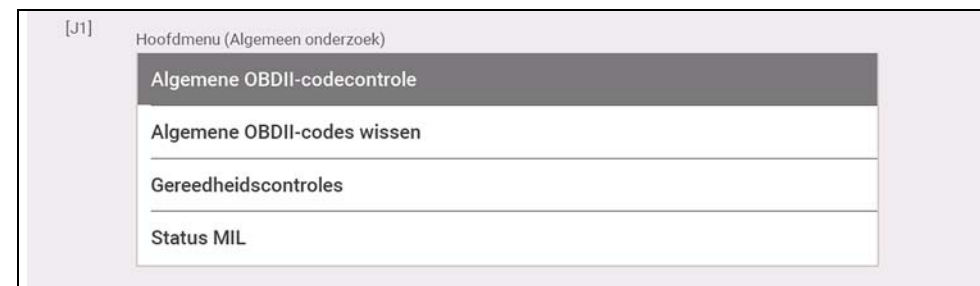 [J1]
Hoofdmenu (Algemeen onderzoek)
Algemene OBDII-codecontrole
Algemene OBDII-codes wissen
Gereedheidscontroles
Status MIL